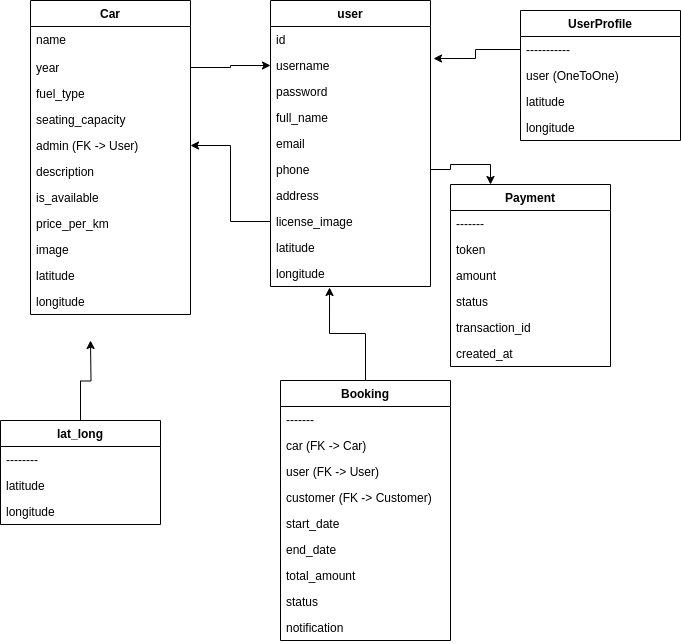 Car
name
year
fuel_type
seating_capacity
admin (FK -> User)
description
is_available
price_per_km
image
latitude
longitude
user
id
username
password
full_name
email
phone
address
license_image
latitude
longitude
UserProfile
-----------
user (OneToOne)
latitude
longitude
Payment
-------
token
amount
status
transaction_id
created_at
lat_long
--------
latitude
longitude
Booking
-------
car (FK -> Car)
user (FK -> User)
customer (FK -> Customer)
start_date
end_date
total_amount
status
notification